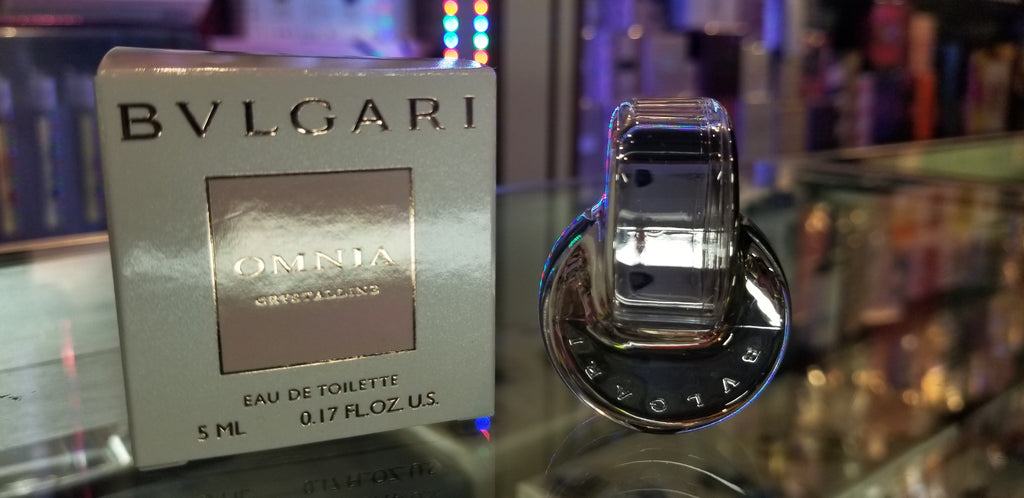 BVLGARI
OMNIA
CRYSTALLINE
EAU DE TOILETTE
5 ML 0.17 FL.OZ. U.S.
BVLGARI